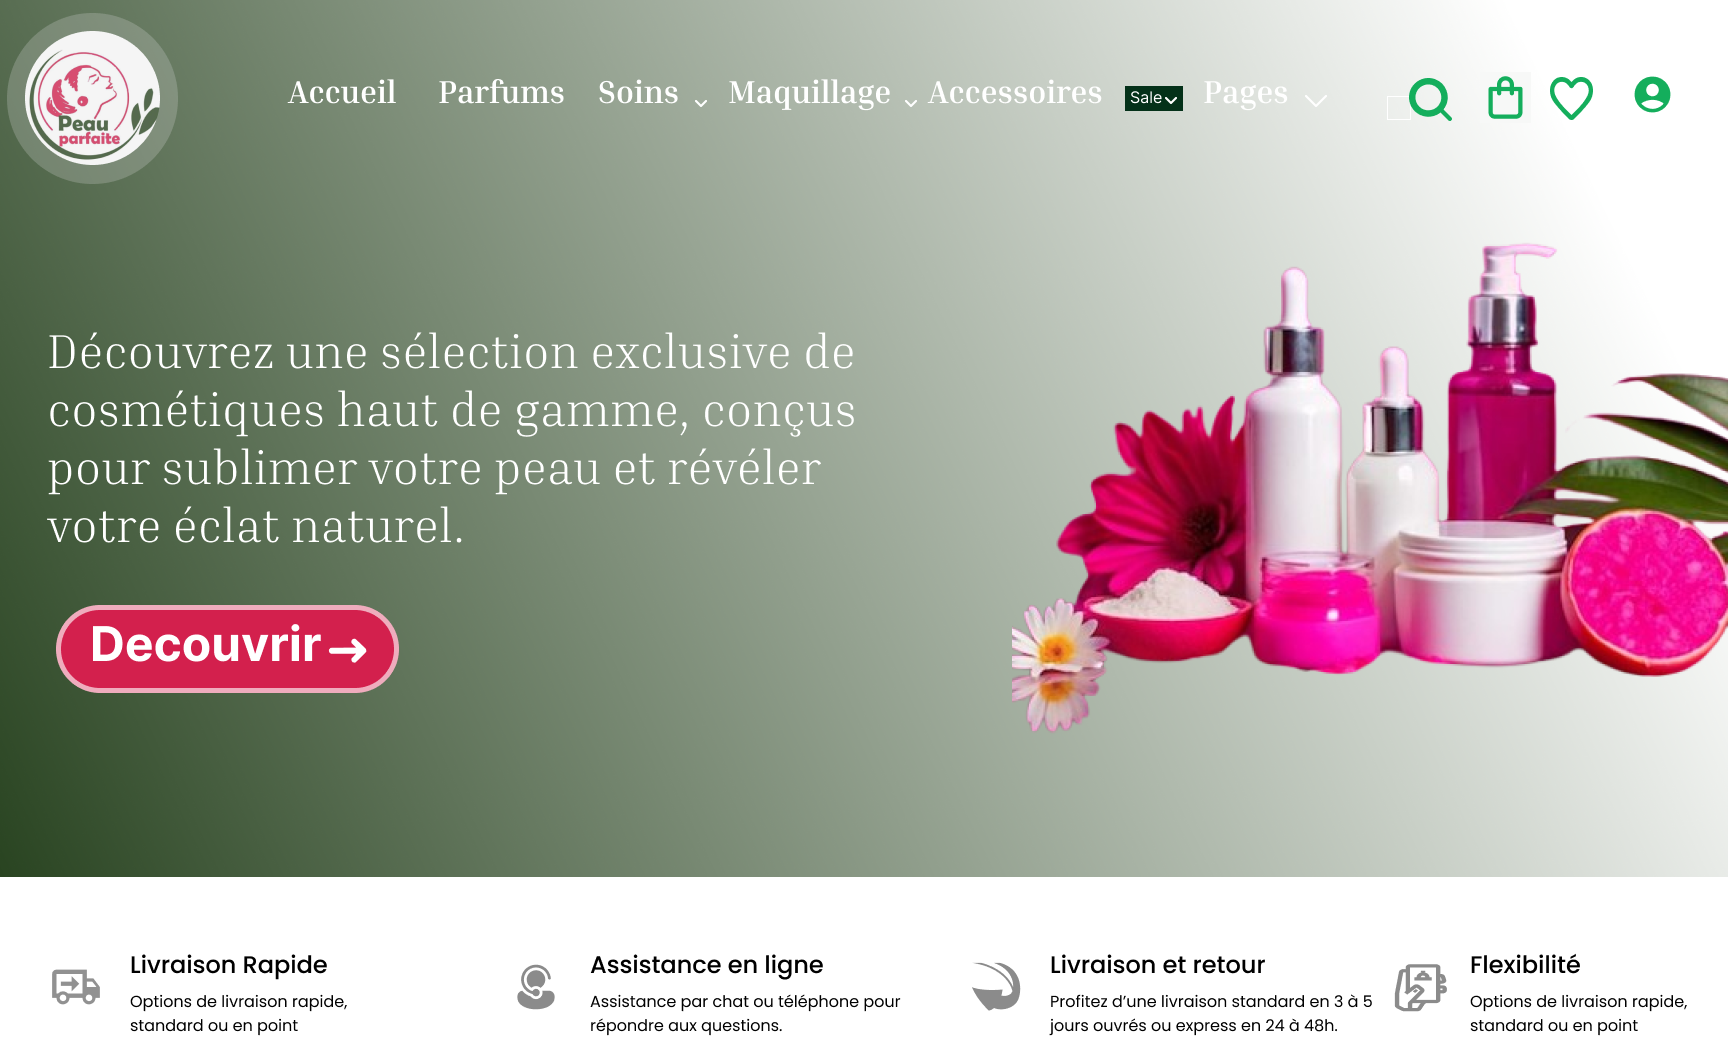 Peau
parfaite
Accueil Parfums Soins Maquillage Accessoires Sale Pages
Découvrez une sélection exclusive de
cosmétiques haut de gamme, conçus
pour sublimer votre peau et révéler
votre éclat naturel.
Decouvrir→
Livraison Rapide
Options de livraison rapide,
standard ou en point
Assistance en ligne
Assistance par chat ou téléphone pour
répondre aux questions.
Livraison et retour
Profitez d’une livraison standard en 3 à 5
jours ouvrés ou express en 24 à 48h.
Flexibilité
Options de livraison rapide,
standard ou en point